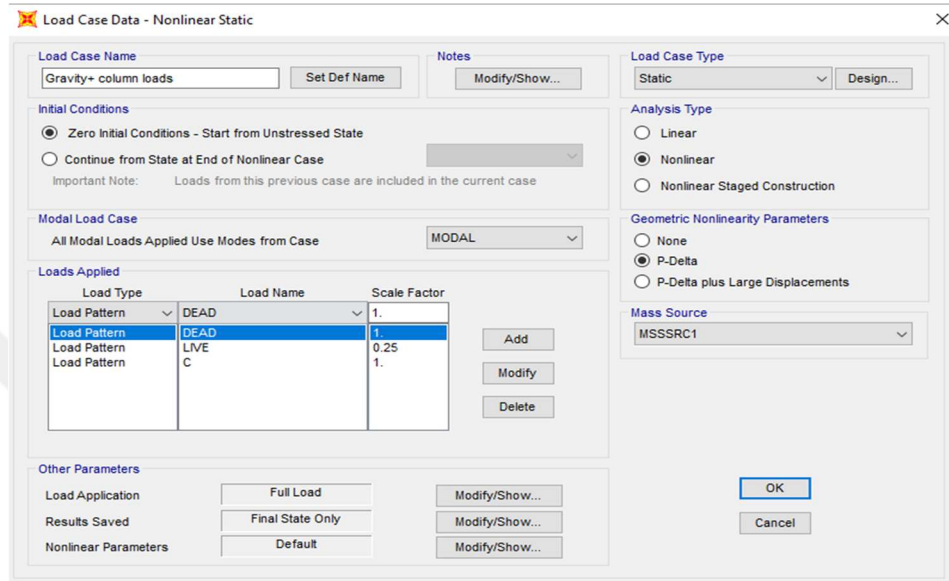 Load Case Data - Nonlinear Static
Load Case Name
Gravity+ column loads
Set Def Name
Notes
Modify/Show...
Load Case Type
Static
Design...
Initial Conditions
Zero Initial Conditions - Start from Unstressed State
Continue from State at End of Nonlinear Case
Important Note: Loads from this previous case are included in the current case
Analysis Type
Linear
Nonlinear
Nonlinear Staged Construction
Modal Load Case
All Modal Loads Applied Use Modes from Case
MODAL
Geometric Nonlinearity Parameters
None
P-Delta
P-Delta plus Large Displacements
Loads Applied
Load Type Load Name Scale Factor
Load Pattern DEAD 1.
Load Pattern DEAD 1.
Load Pattern LIVE 0.25
Load Pattern C 1.
Add
Modify
Delete
Mass Source
MSSSRC1
Other Parameters
Load Application Full Load Modify/Show...
Results Saved Final State Only Modify/Show...
Nonlinear Parameters Default Modify/Show...
OK
Cancel